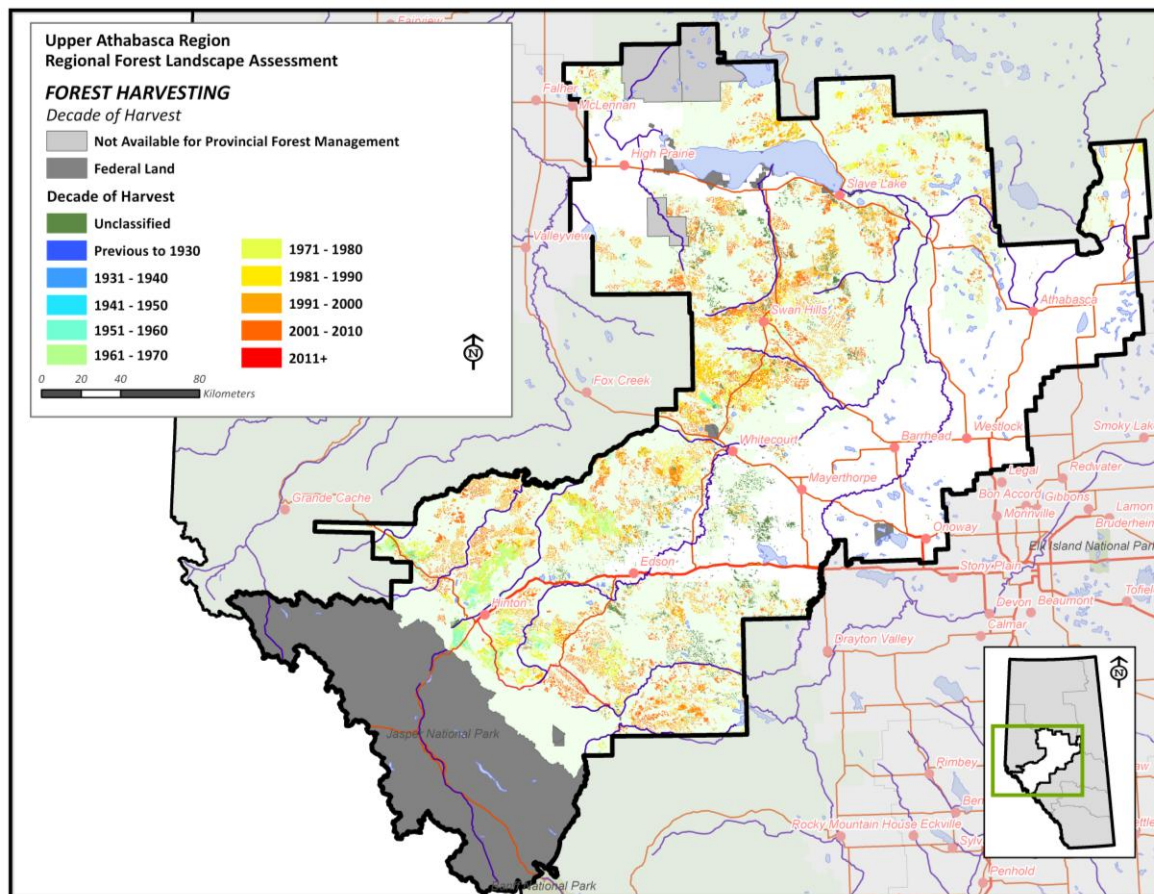 Upper Athabasca Region
Regional Forest Landscape Assessment
FOREST HARVESTING
Decade of Harvest
Not Available for Provincial Forest Management
Federal Land
Decade of Harvest
Unclassified
Previous to 1930
1931 - 1940
1941 - 1950
1951 - 1960
1961 - 1970
1971 - 1980
1981 - 1990
1991 - 2000
2001 - 2010
2011+
N
0 20 40 80
Kilometers
Fairview
Falher
McLennan
High Prairie
Slave Lake
Valleyview
Athabasca
Swan Hills
Fox Creek
Westlock
Smoky Lake
Barrhead
Whitecourt
Legal
Redwater
Mayerthorpe
Bon Accord
Gibbons
Grande Cache
Morinville
Lamont
Bruderheim
Onoway
Elk Island National Park
Edson
Stony Plain
Tofield
Hinton
Devon
Beaumont
Calmar
Drayton Valley
N
Jasper National Park
Rimbey
Rocky Mountain House
Eckville
Penhold